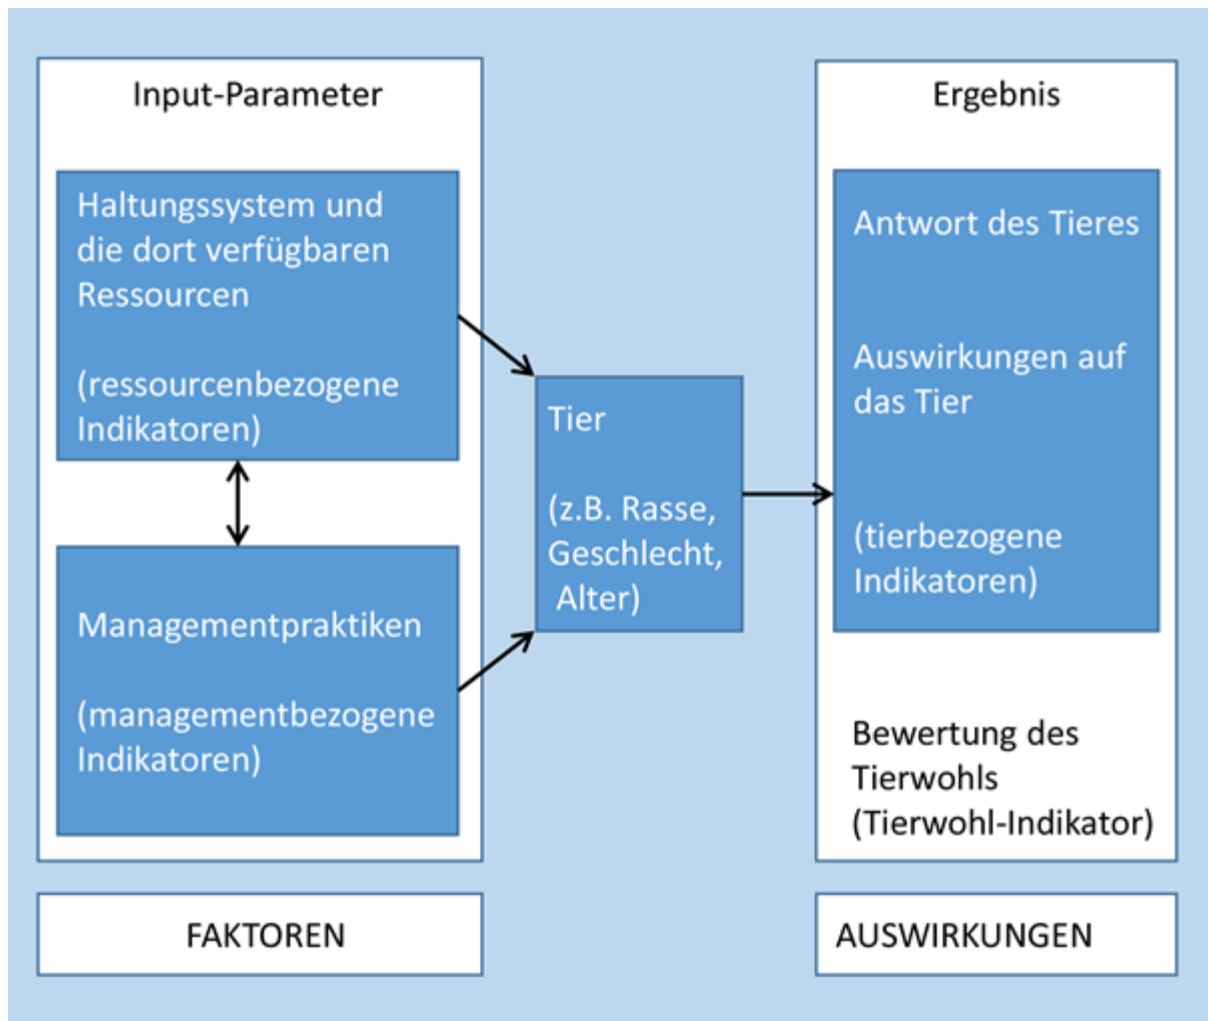 Input-Parameter
Haltungssystem und
die dort verfügbaren
Ressourcen
(ressourcenbezogene
Indikatoren)
Managementpraktiken
(managementbezogene
Indikatoren)
FAKTOREN
Tier
(z.B. Rasse,
Geschlecht,
Alter)
Ergebnis
Antwort des Tieres
Auswirkungen auf
das Tier
(tierbezogene
Indikatoren)
Bewertung des
Tierwohls
(Tierwohl-Indikator)
AUSWIRKUNGEN